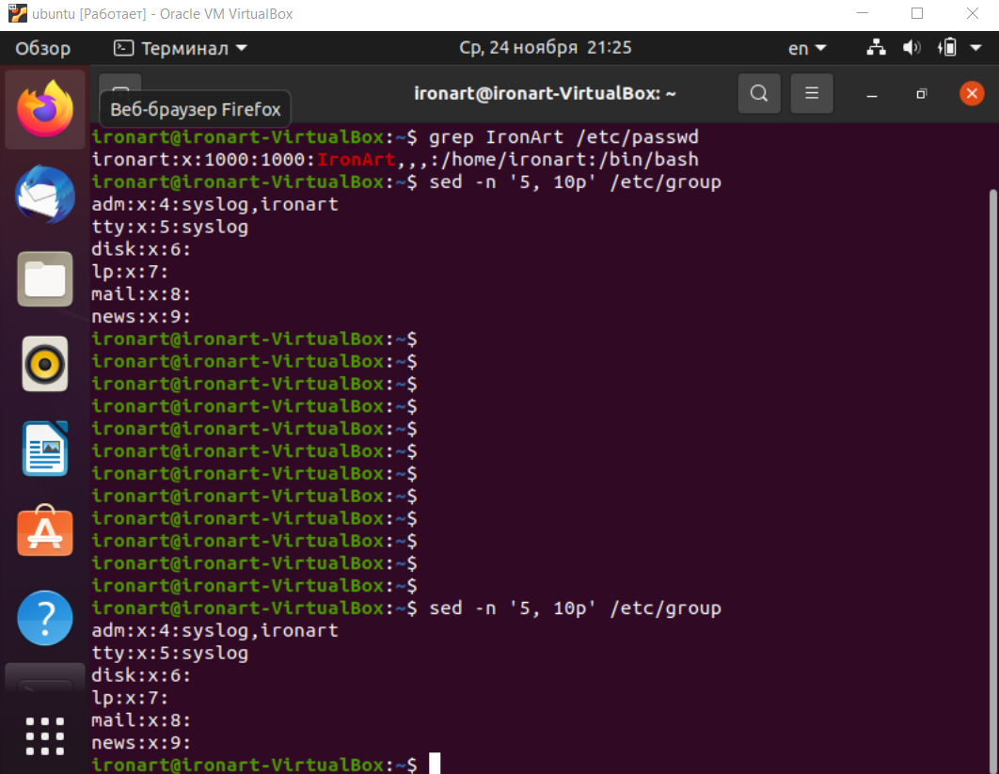 ubuntu [Работает] - Oracle VM VirtualBox
Обзор Терминал Ср, 24 ноября 21:25 en
ironart@ironart-VirtualBox: ~
Веб-браузер Firefox
ironart@ironart-VirtualBox:~$ grep IronArt /etc/passwd
ironart:x:1000:1000:IronArt,,,:/home/ironart:/bin/bash
ironart@ironart-VirtualBox:~$ sed -n '5, 10p' /etc/group
adm:x:4:syslog,ironart
tty:x:5:syslog
disk:x:6:
lp:x:7:
mail:x:8:
news:x:9:
ironart@ironart-VirtualBox:~$
ironart@ironart-VirtualBox:~$
ironart@ironart-VirtualBox:~$
ironart@ironart-VirtualBox:~$
ironart@ironart-VirtualBox:~$
ironart@ironart-VirtualBox:~$
ironart@ironart-VirtualBox:~$
ironart@ironart-VirtualBox:~$
ironart@ironart-VirtualBox:~$
ironart@ironart-VirtualBox:~$
ironart@ironart-VirtualBox:~$
ironart@ironart-VirtualBox:~$
ironart@ironart-VirtualBox:~$ sed -n '5, 10p' /etc/group
adm:x:4:syslog,ironart
tty:x:5:syslog
disk:x:6:
lp:x:7:
mail:x:8:
news:x:9:
ironart@ironart-VirtualBox:~$